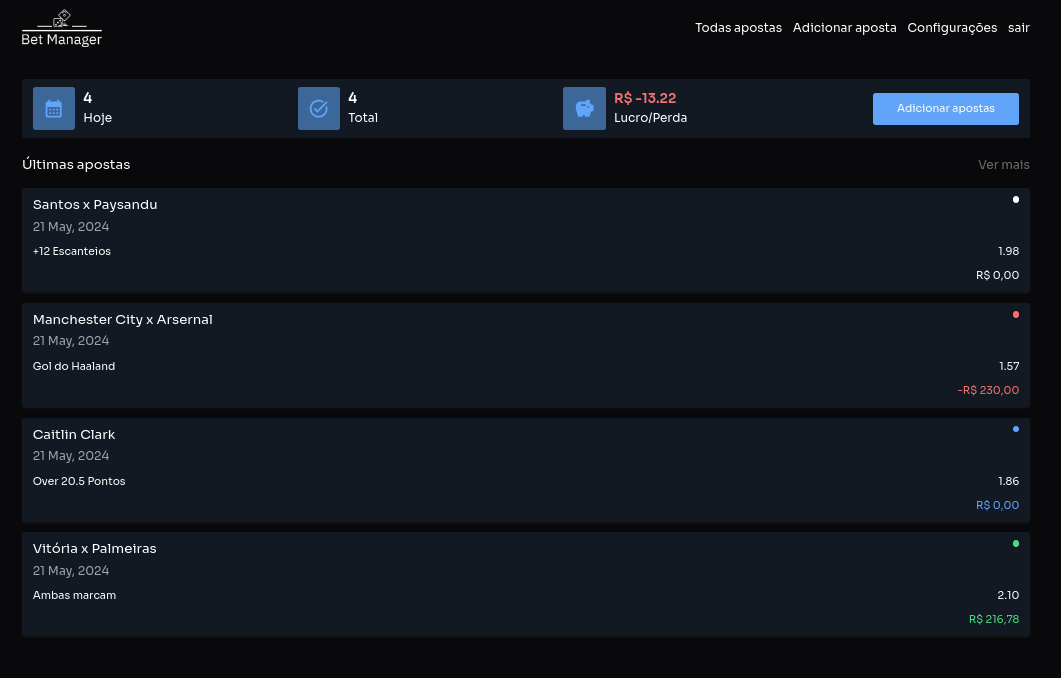 Bet Manager
Todas apostas Adicionar aposta Configurações sair
4
Hoje
4
Total
R$ -13.22
Lucro/Perda
Adicionar apostas
Últimas apostas
Ver mais
Santos x Paysandu
21 May, 2024
+12 Escanteios
1.98
R$ 0,00
Manchester City x Arsernal
21 May, 2024
Gol do Haaland
1.57
-R$ 230,00
Caitlin Clark
21 May, 2024
Over 20.5 Pontos
1.86
R$ 0,00
Vitória x Palmeiras
21 May, 2024
Ambas marcam
2.10
R$ 216,78